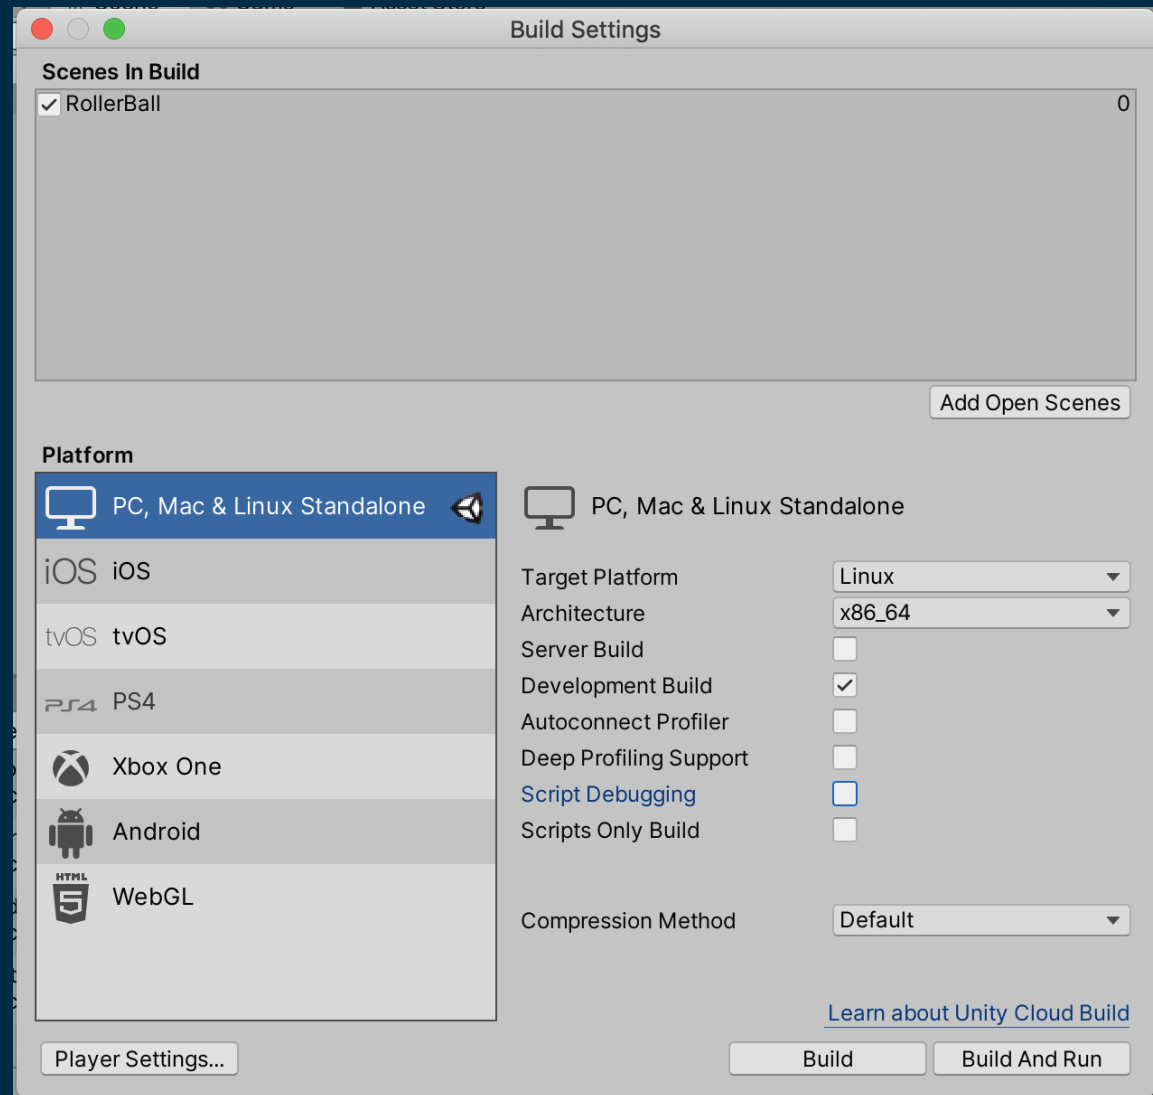 Build Settings
Scenes In Build
RollerBall 0
Add Open Scenes
Platform
PC, Mac & Linux Standalone
iOS iOS
tvOS tvOS
PS4 PS4
Xbox One
Android
HTML
5 WebGL
PC, Mac & Linux Standalone
Target Platform Linux
Architecture x86_64
Server Build
Development Build
Autoconnect Profiler
Deep Profiling Support
Script Debugging
Scripts Only Build
Compression Method Default
Learn about Unity Cloud Build
Player Settings... Build Build And Run